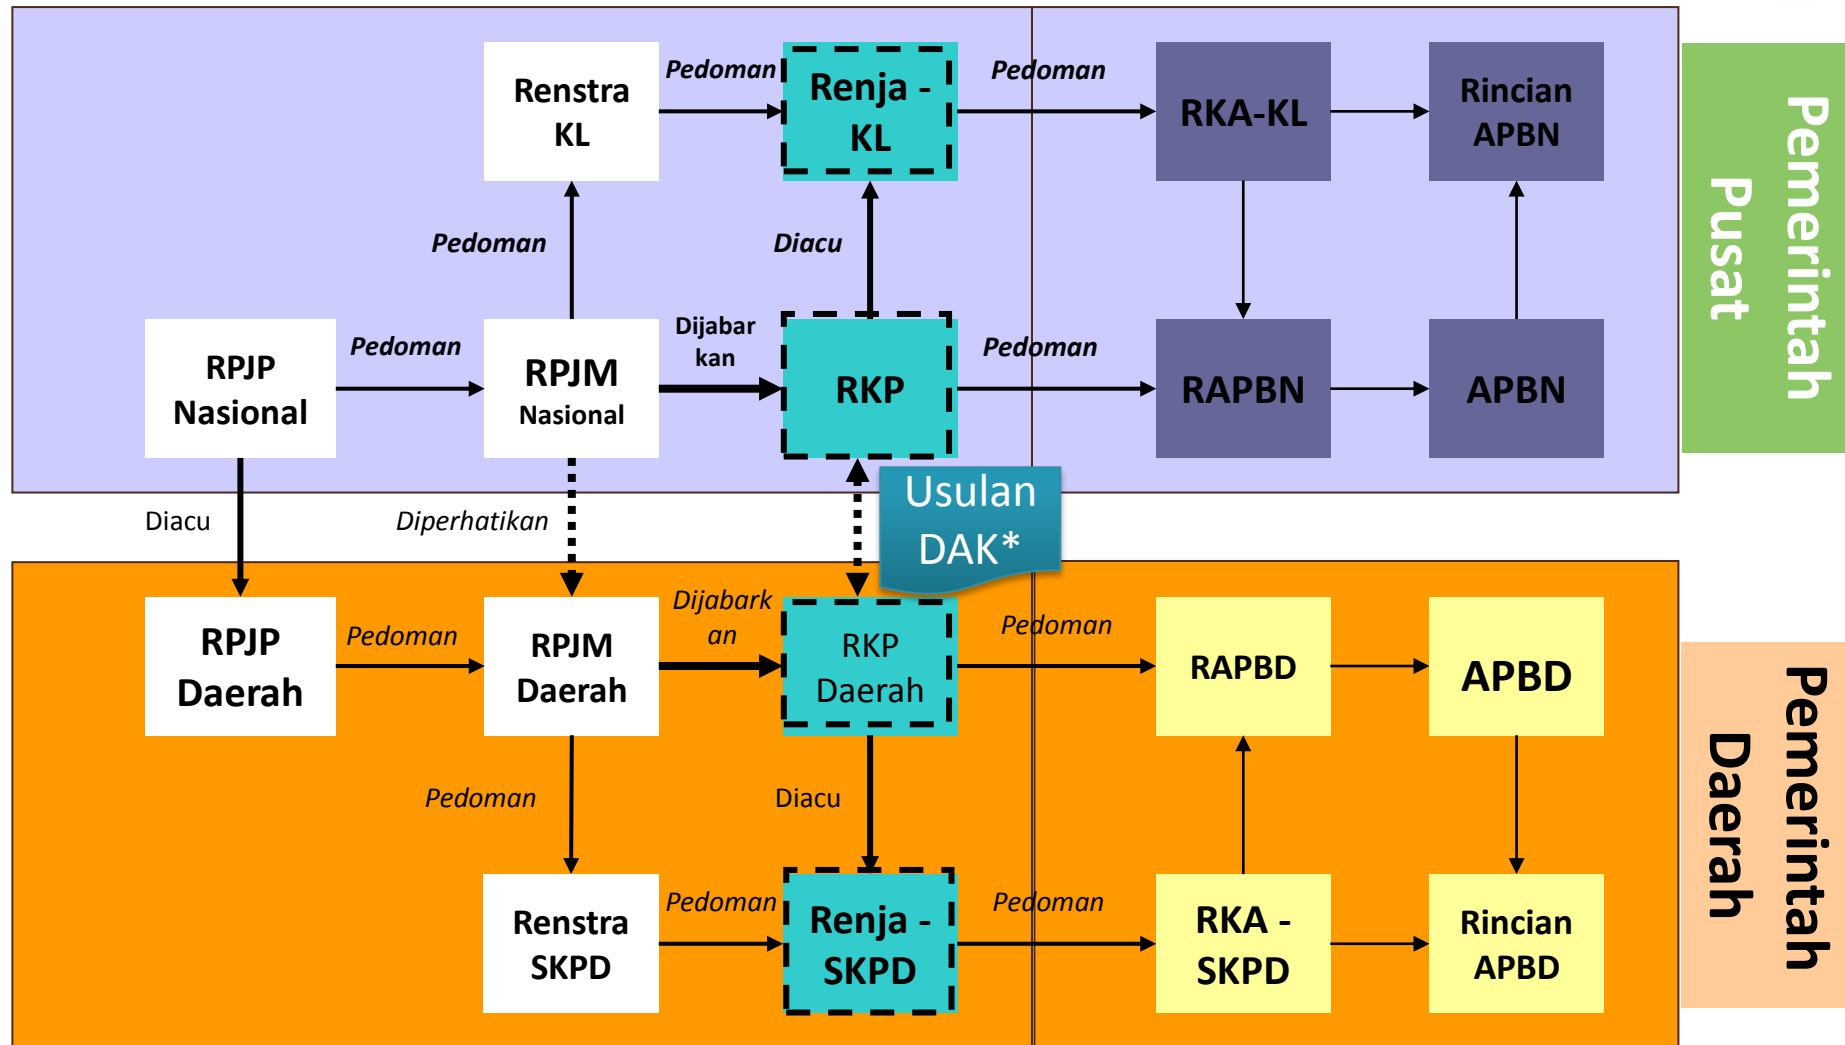 Pedoman
Pedoman
Renstra
KL
Renja -
KL
RKA-KL
Rincian
APBN
Pemerintah
Pusat
Pedoman
Diacu
RPJP
Nasional
Pedoman
RPJM
Nasional
Dijabar
kan
RKP
Pedoman
RAPBN
APBN
Diacu
Diperhatikan
Usulan
DAK*
RPJP
Daerah
Pedoman
RPJM
Daerah
Dijabark
an
RKP
Daerah
Pedoman
RAPBD
APBD
Pemerintah
Daerah
Pedoman
Diacu
Renstra
SKPD
Pedoman
Renja -
SKPD
Pedoman
RKA -
SKPD
Rincian
APBD